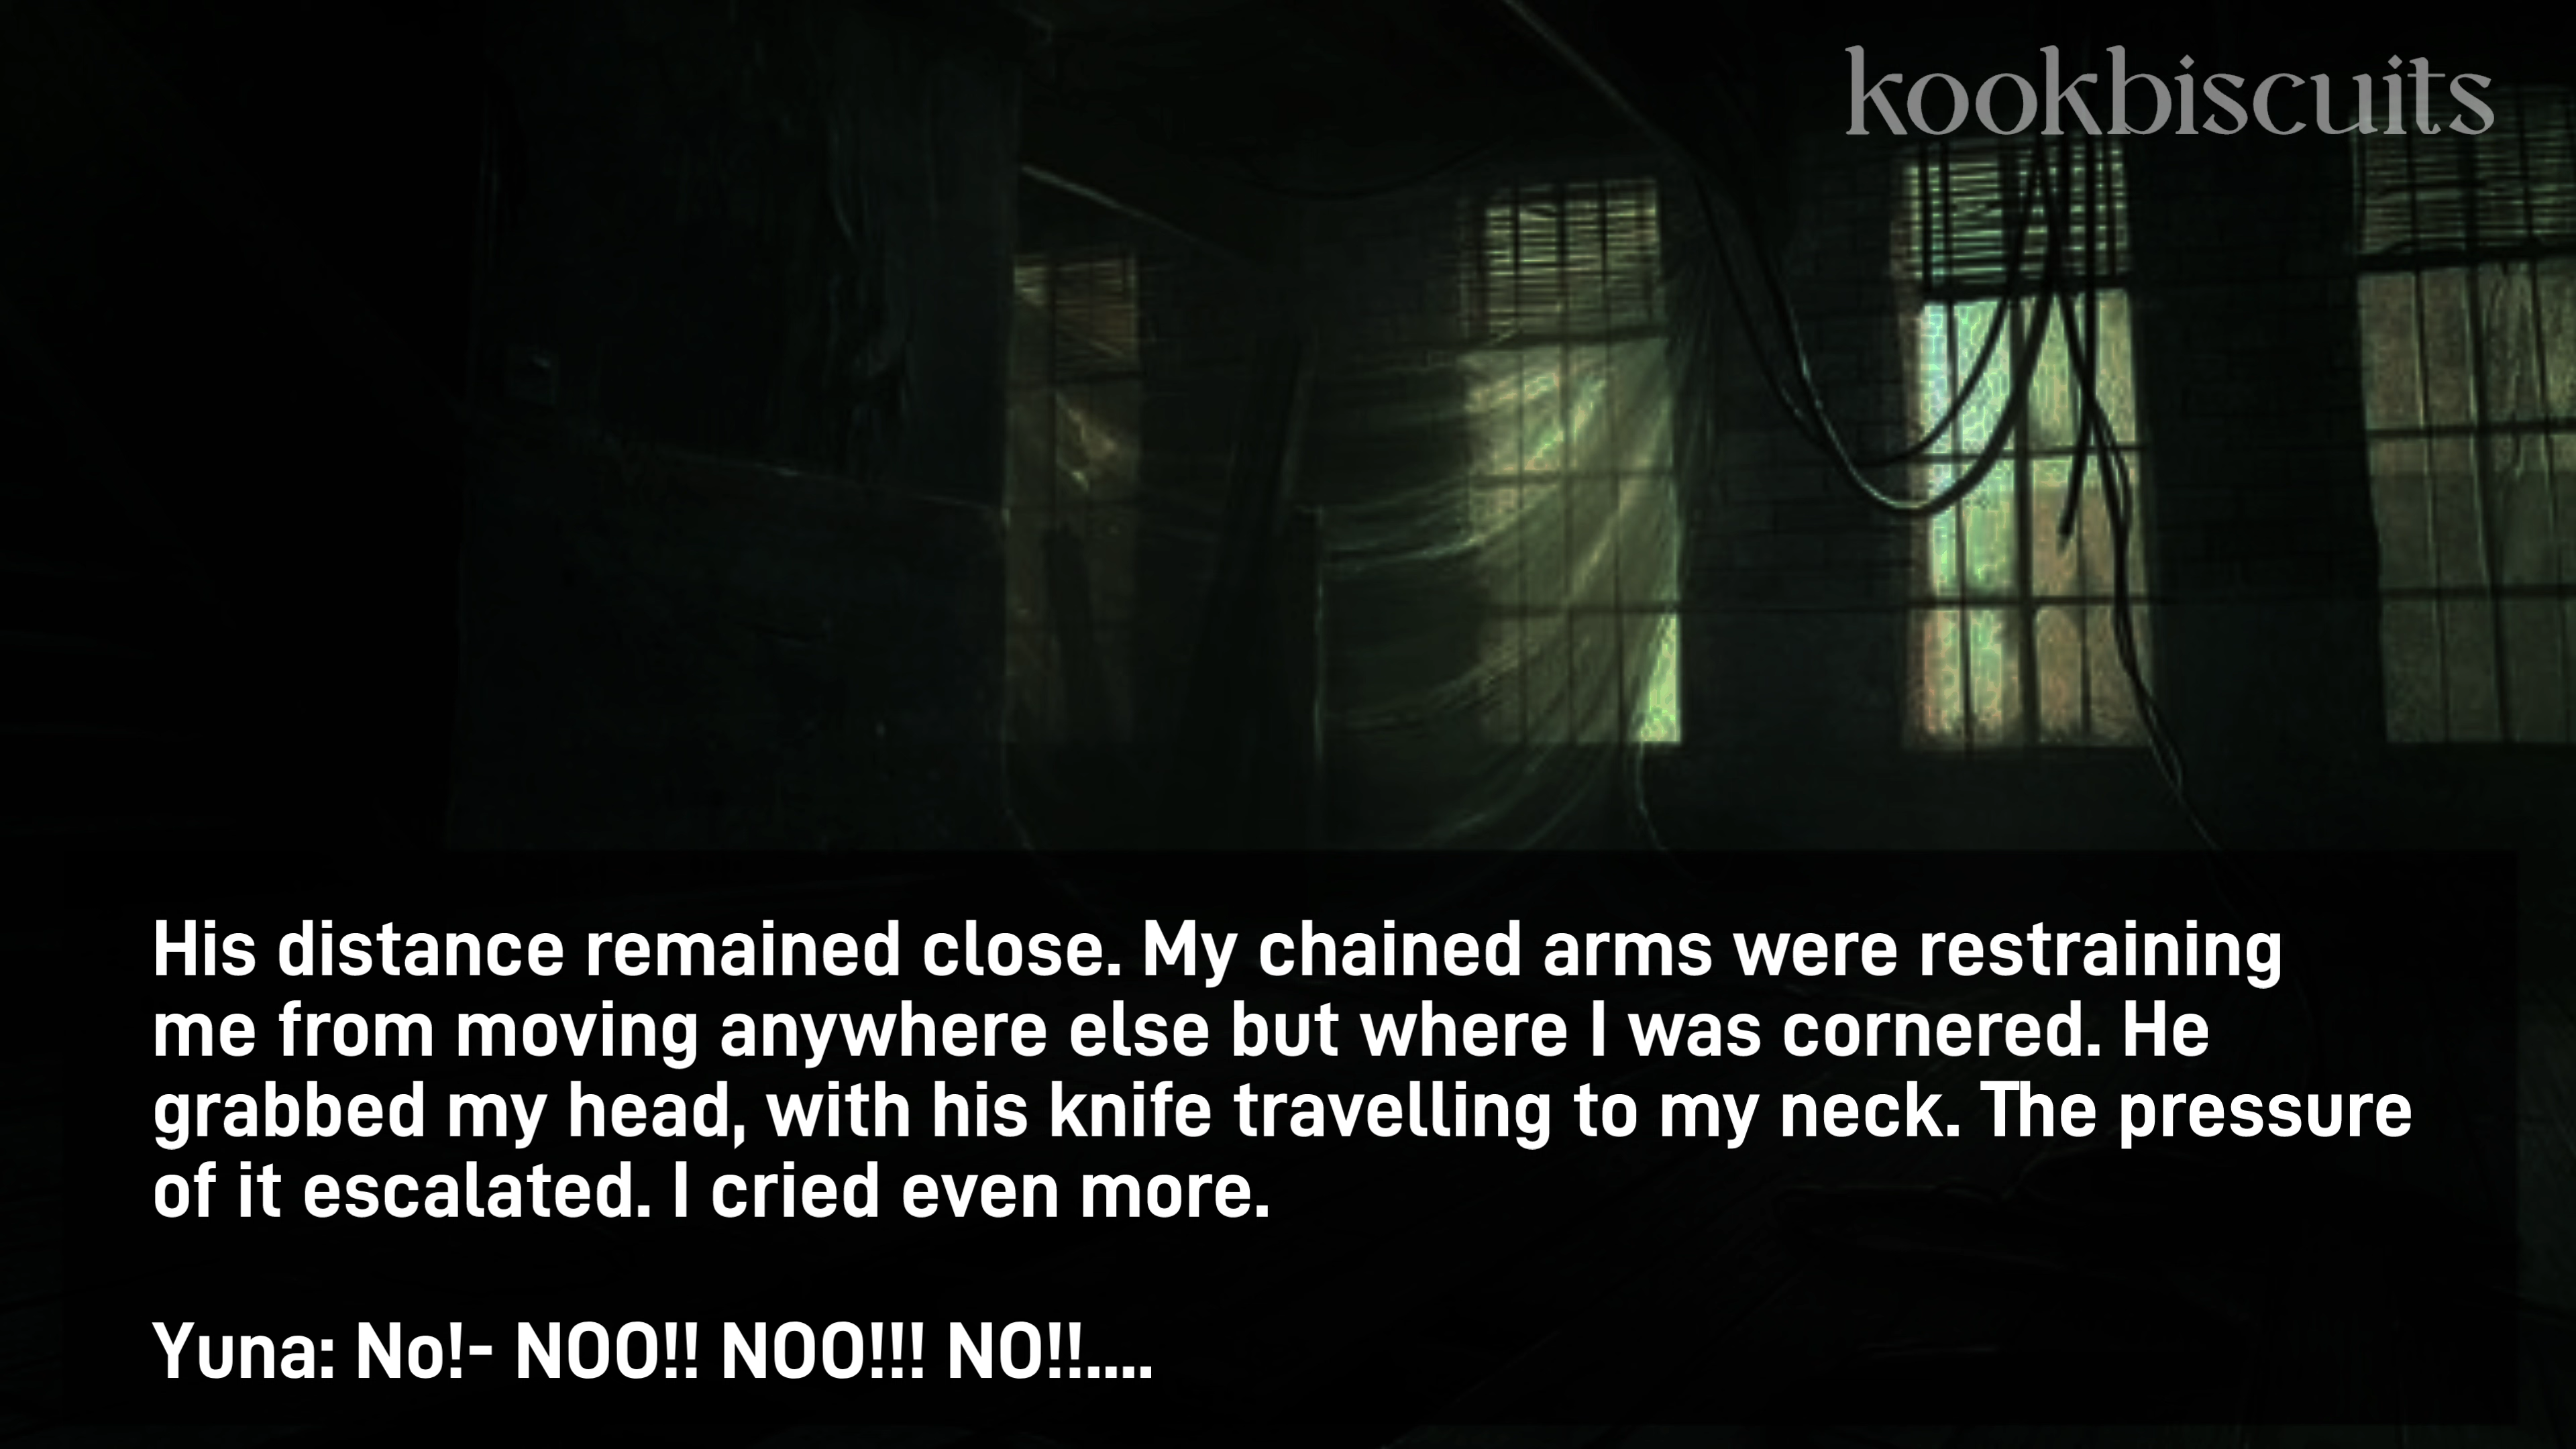 kookbiscuits
His distance remained close. My chained arms were restraining
me from moving anywhere else but where I was cornered. He
grabbed my head, with his knife travelling to my neck. The pressure
of it escalated. I cried even more.
Yuna: No!- NOO!! NOO!!! NO!!....